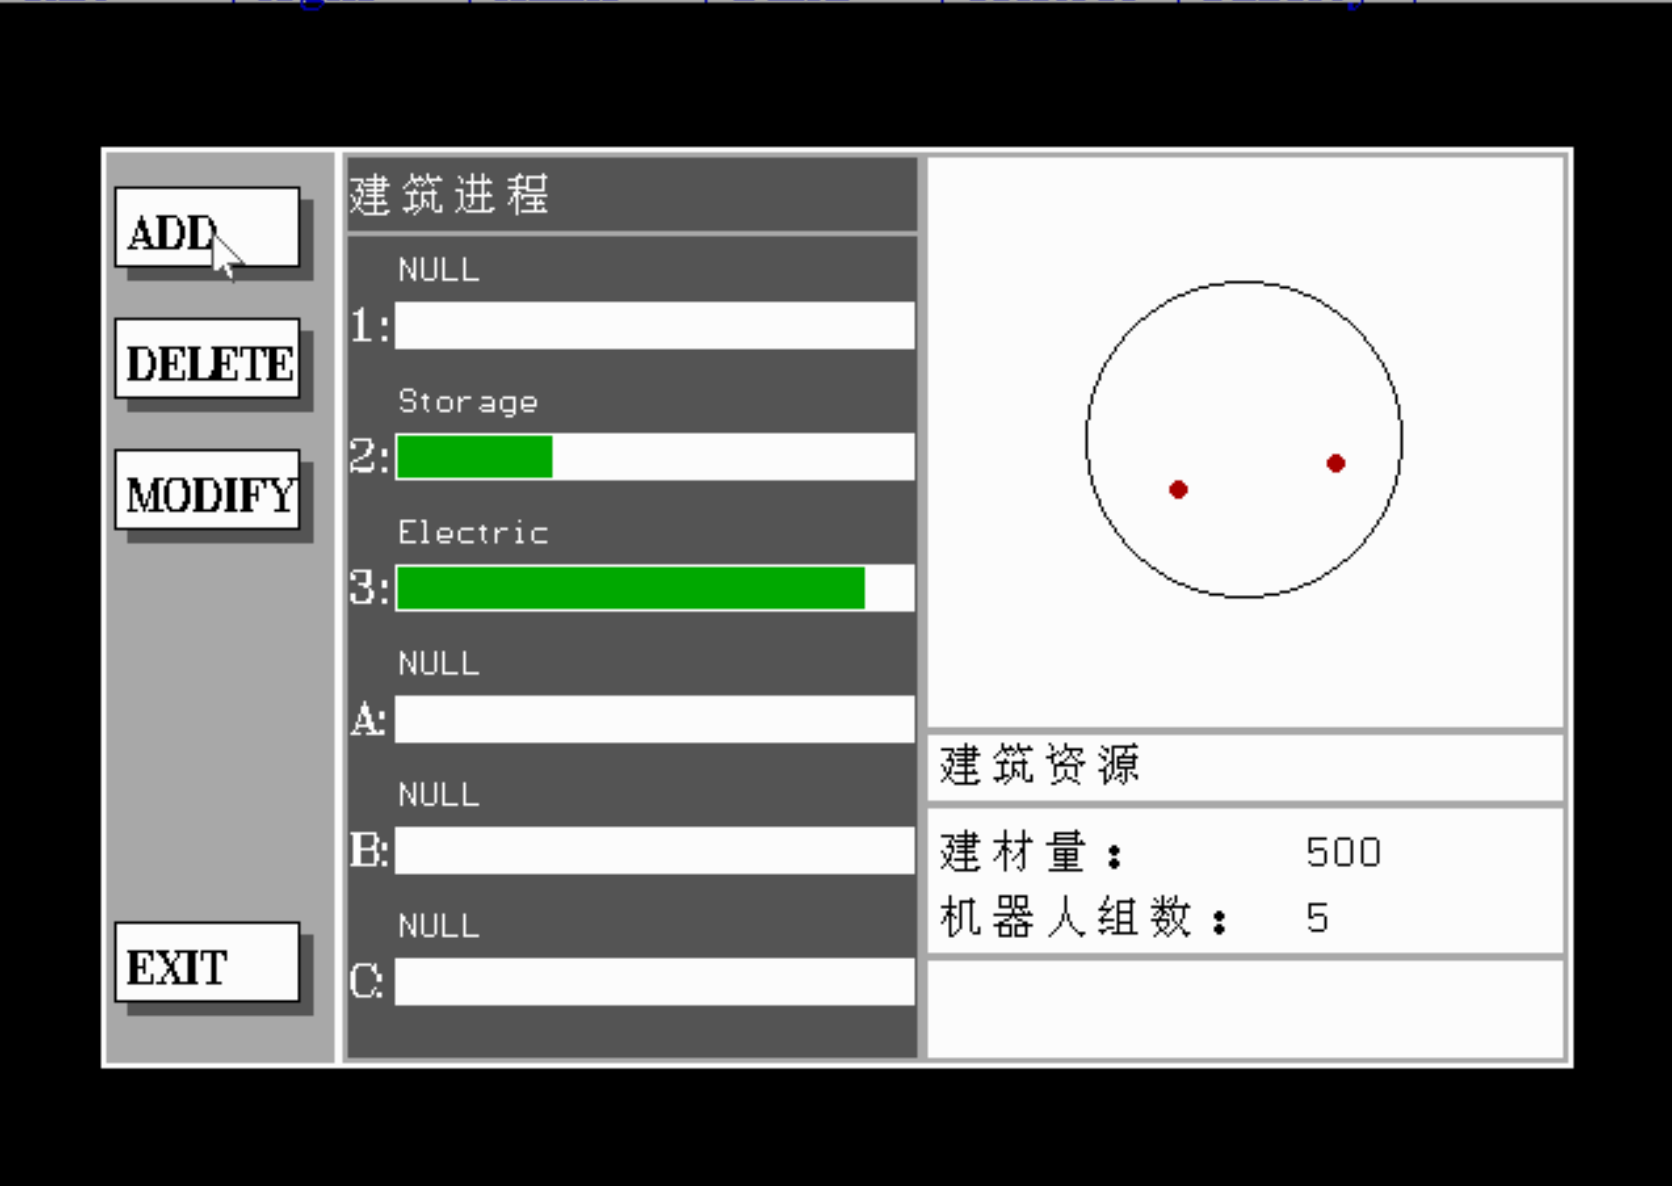 ADD
DELETE
MODIFY
EXIT
建筑进程
NULL
1:
Storage
2:
Electric
3:
NULL
A:
NULL
B:
NULL
C:
建筑资源
建材量： 500
机器人组数： 5